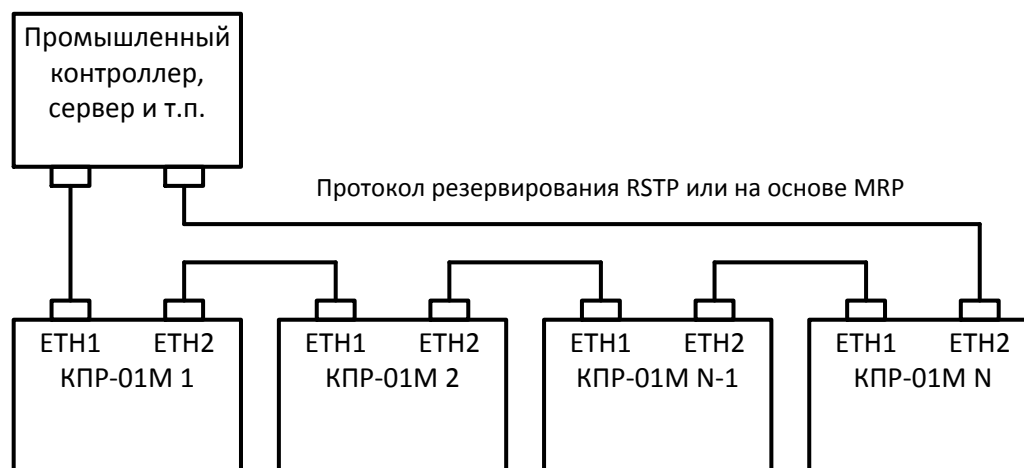 Промышленный
контроллер,
сервер и т.п.
Протокол резервирования RSTP или на основе MRP
ETH1 ETH2
КПР-01М 1
ETH1 ETH2
КПР-01М 2
ETH1 ETH2
КПР-01М N-1
ETH1 ETH2
КПР-01М N